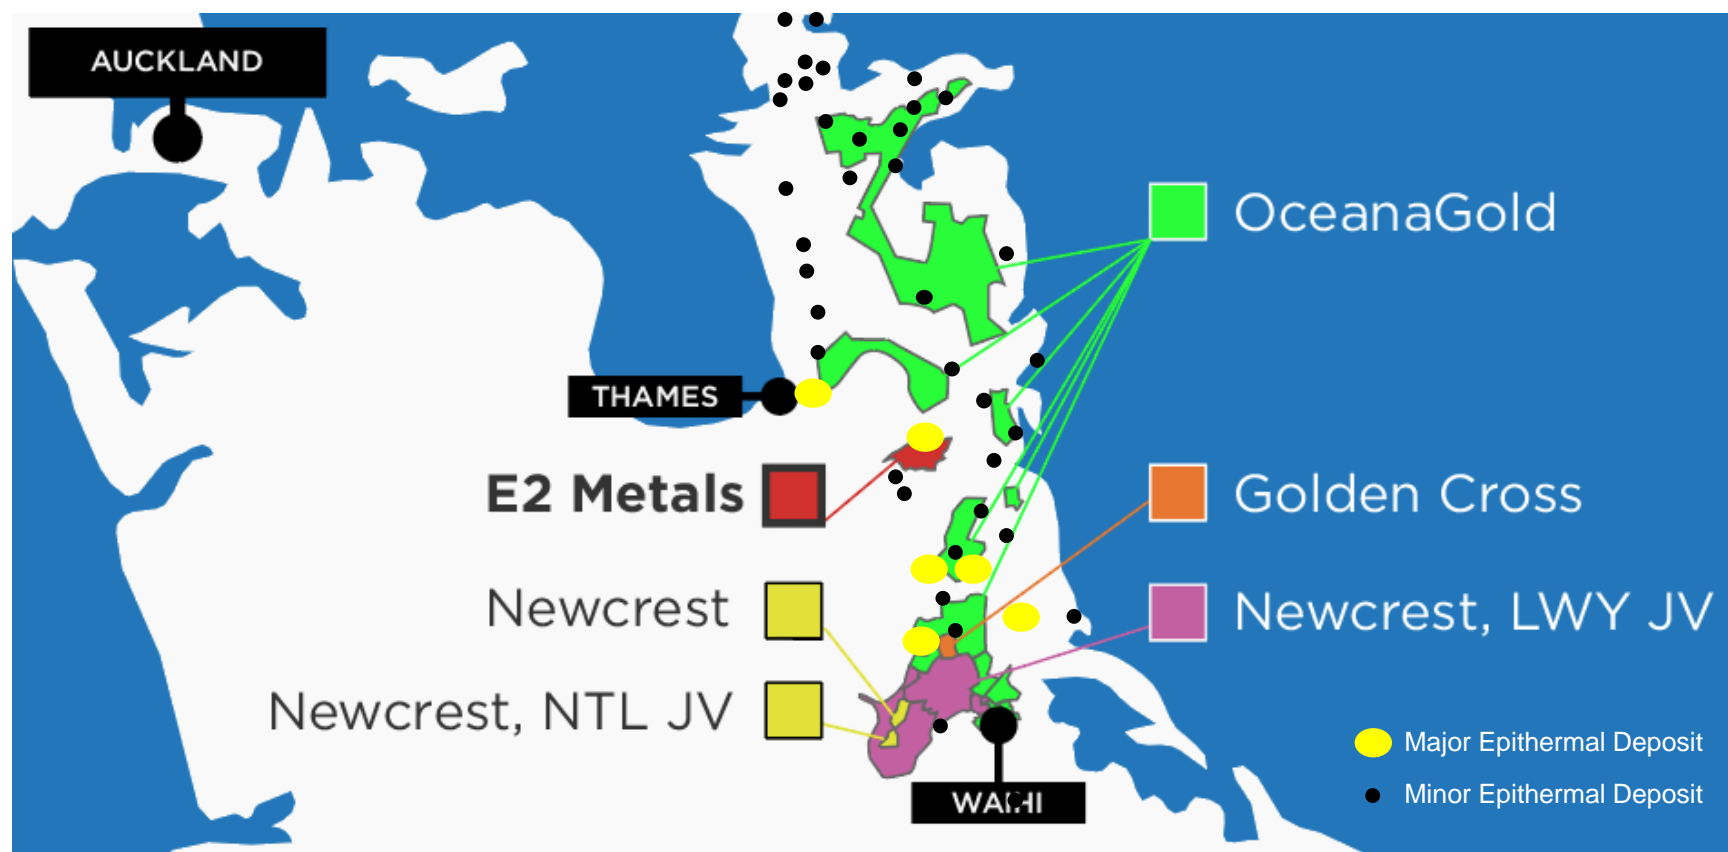 AUCKLAND
OceanaGold
THAMES
E2 Metals
Golden Cross
Newcrest
Newcrest, LWY JV
Newcrest, NTL JV
Major Epithermal Deposit
Minor Epithermal Deposit
WAIHI